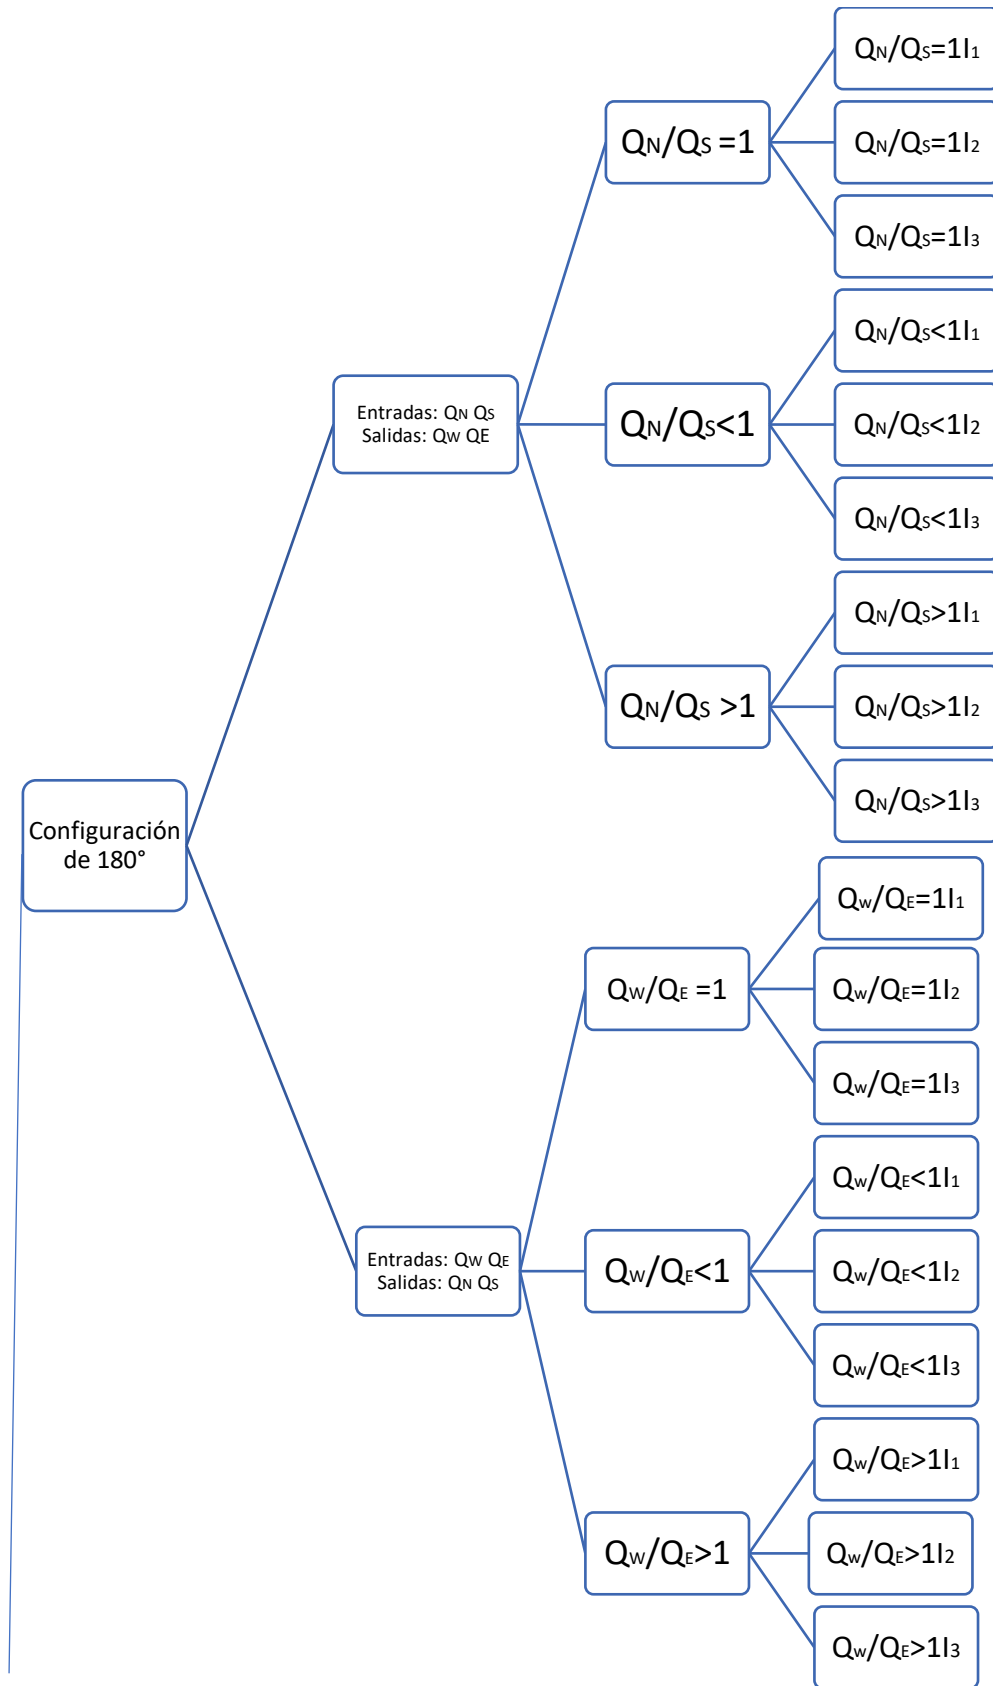 Configuración
de 180°
Entradas: QN QS
Salidas: QW QE
QN/QS =1
QN/QS=1I1
QN/QS=1I2
QN/QS=1I3
QN/QS<1
QN/QS<1I1
QN/QS<1I2
QN/QS<1I3
QN/QS >1
QN/QS>1I1
QN/QS>1I2
QN/QS>1I3
Entradas: QW QE
Salidas: QN QS
QW/QE =1
Qw/QE=1I1
Qw/QE=1I2
Qw/QE=1I3
QW/QE<1
Qw/QE<1I1
Qw/QE<1I2
Qw/QE<1I3
QW/QE>1
Qw/QE>1I1
Qw/QE>1I2
Qw/QE>1I3